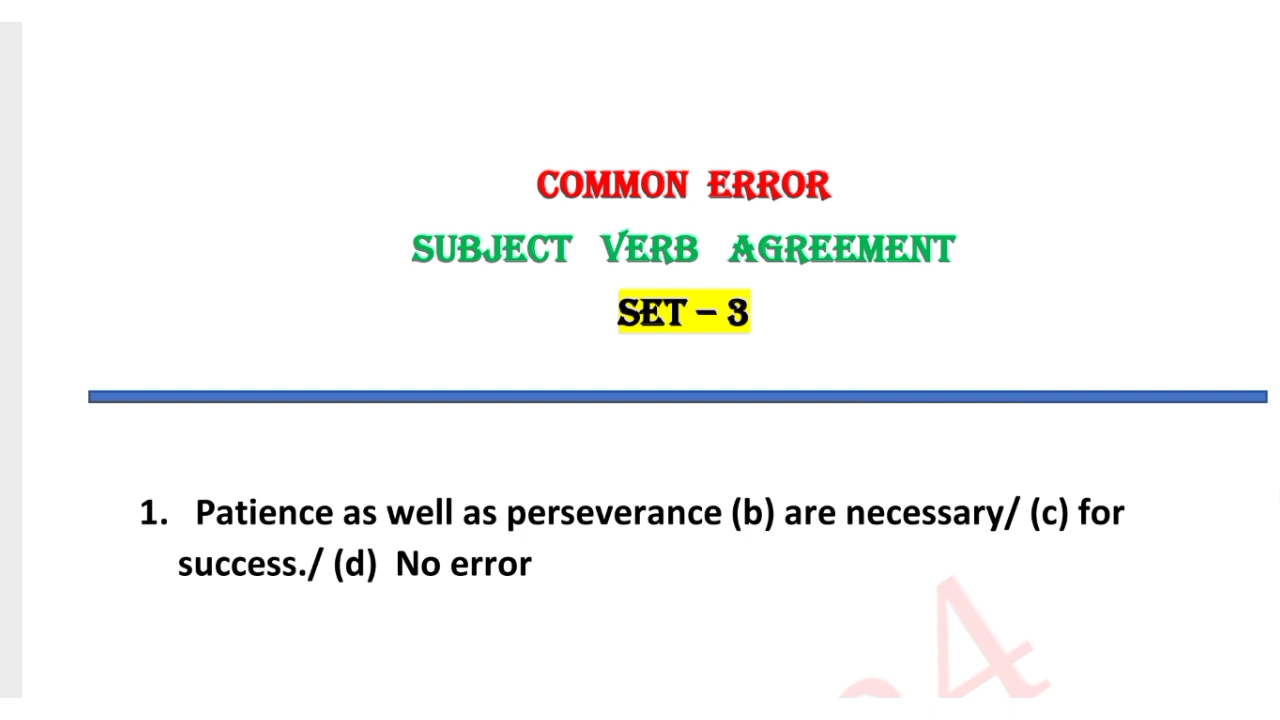 COMMON ERROR
SUBJECT VERB AGREEMENT
SET – 3
1. Patience as well as perseverance (b) are necessary/ (c) for
success./ (d) No error